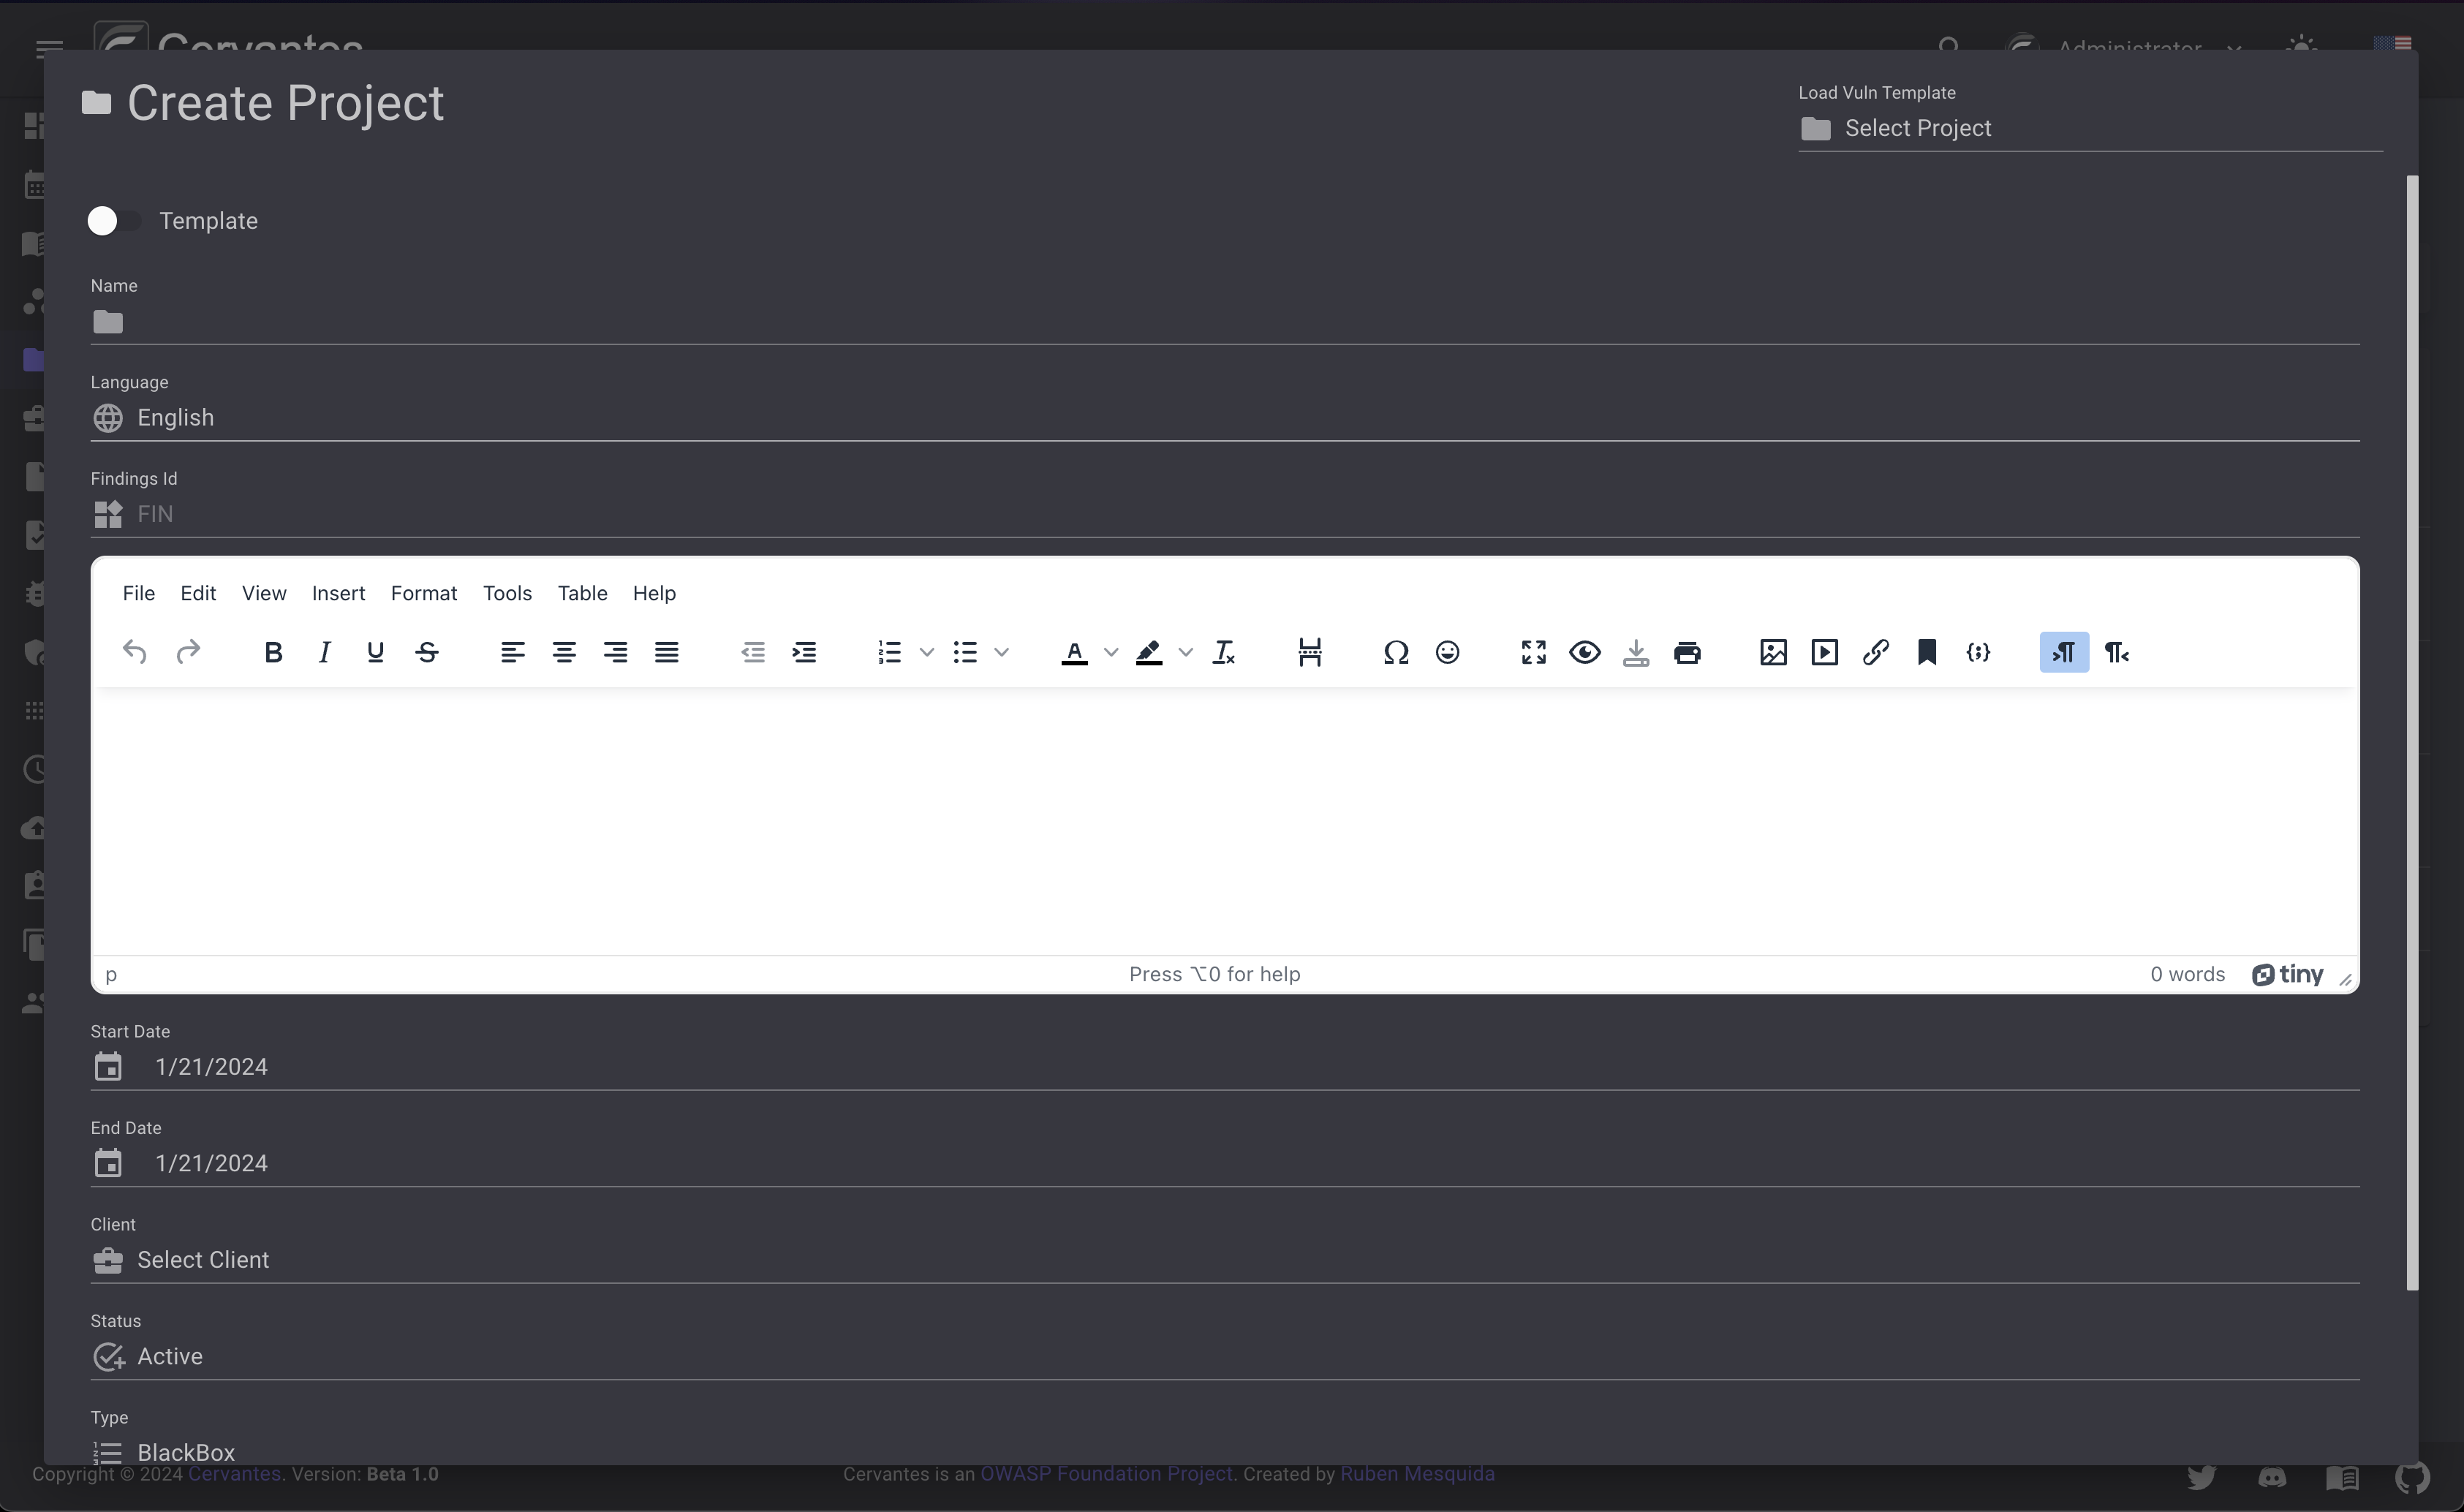 Cervantes
Administrator
Create Project
Load Vuln Template
Select Project
Template
Name
Language
English
Findings Id
FIN
File Edit View Insert Format Tools Table Help
p
Press ⌥0 for help
0 words
tiny
Start Date
1/21/2024
End Date
1/21/2024
Client
Select Client
Status
Active
Type
BlackBox
Copyright © 2024 Cervantes. Version: Beta 1.0
Cervantes is an OWASP Foundation Project. Created by Ruben Mesquida